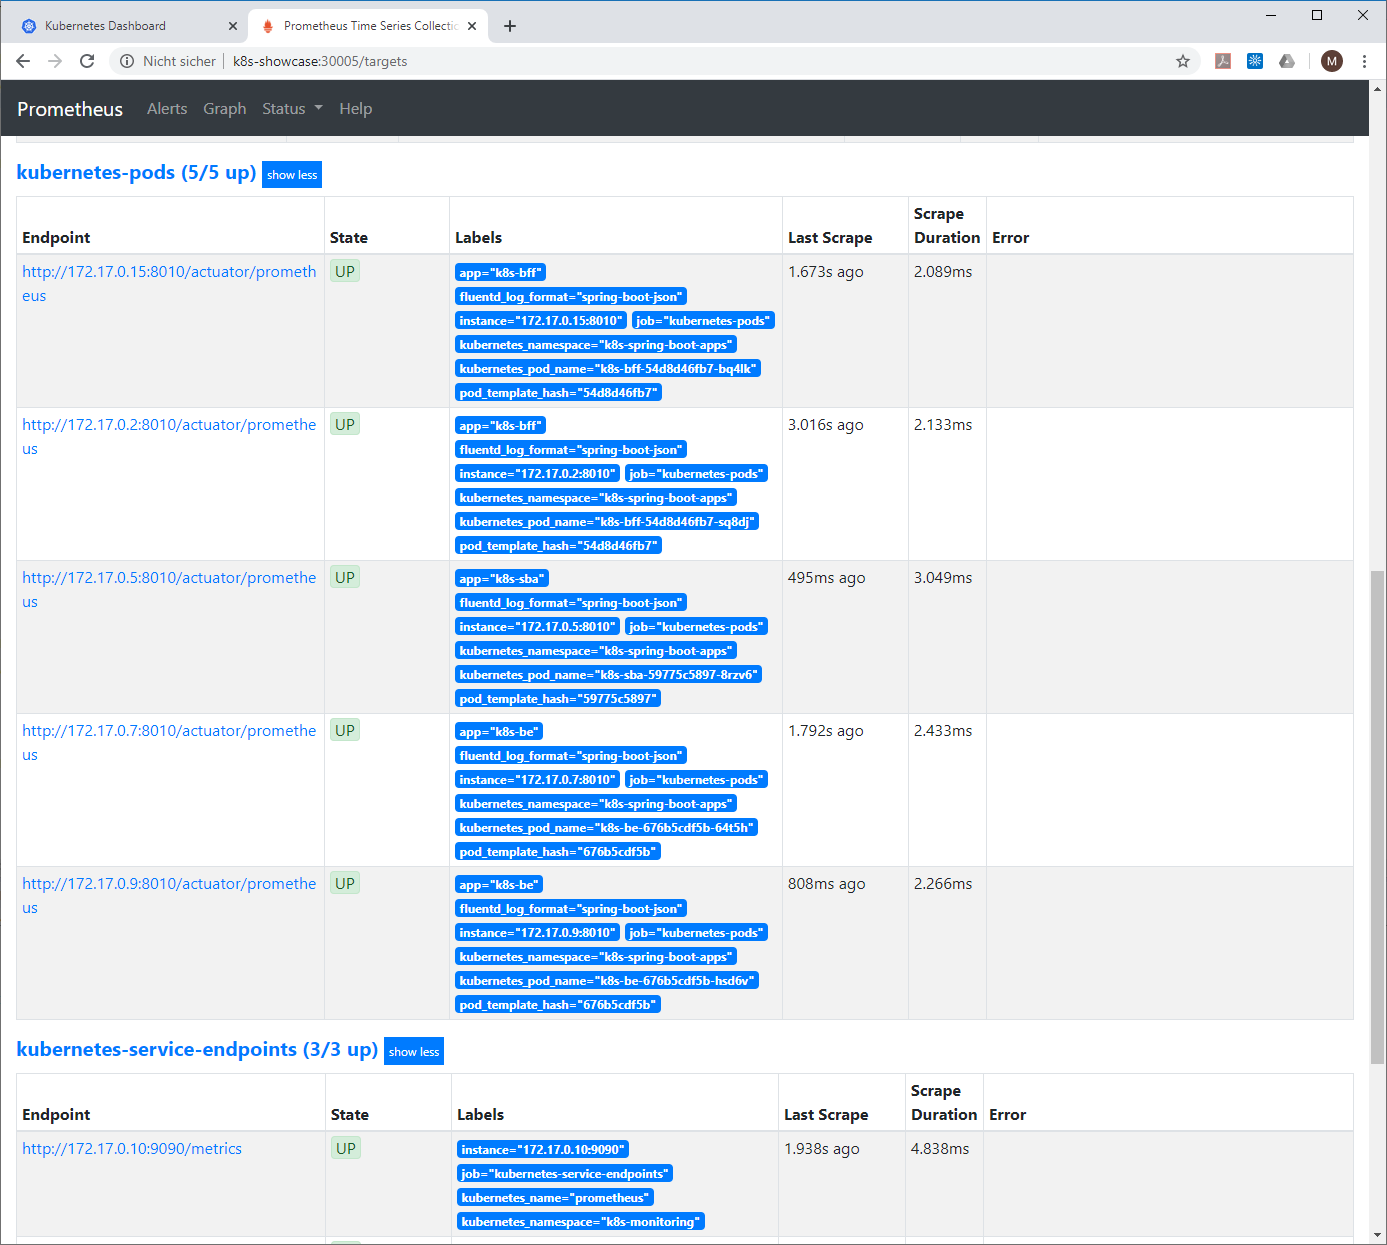 Kubernetes Dashboard
Prometheus Time Series Collectio
Nicht sicher | k8s-showcase:30005/targets
M
Prometheus Alerts Graph Status Help
kubernetes-pods (5/5 up) show less
Endpoint State Labels Last Scrape Scrape Duration Error
http://172.17.0.15:8010/actuator/prometh
eus
UP
app="k8s-bff"
fluentd_log_format="spring-boot-json"
instance="172.17.0.15:8010" job="kubernetes-pods"
kubernetes_namespace="k8s-spring-boot-apps"
kubernetes_pod_name="k8s-bff-54d8d46fb7-bq4lk"
pod_template_hash="54d8d46fb7"
1.673s ago
2.089ms
http://172.17.0.2:8010/actuator/promethe
us
UP
app="k8s-bff"
fluentd_log_format="spring-boot-json"
instance="172.17.0.2:8010" job="kubernetes-pods"
kubernetes_namespace="k8s-spring-boot-apps"
kubernetes_pod_name="k8s-bff-54d8d46fb7-sq8dj"
pod_template_hash="54d8d46fb7"
3.016s ago
2.133ms
http://172.17.0.5:8010/actuator/promethe
us
UP
app="k8s-sba"
fluentd_log_format="spring-boot-json"
instance="172.17.0.5:8010" job="kubernetes-pods"
kubernetes_namespace="k8s-spring-boot-apps"
kubernetes_pod_name="k8s-sba-59775c5897-8rzv6"
pod_template_hash="59775c5897"
495ms ago
3.049ms
http://172.17.0.7:8010/actuator/promethe
us
UP
app="k8s-be"
fluentd_log_format="spring-boot-json"
instance="172.17.0.7:8010" job="kubernetes-pods"
kubernetes_namespace="k8s-spring-boot-apps"
kubernetes_pod_name="k8s-be-676b5cdf5b-64t5h"
pod_template_hash="676b5cdf5b"
1.792s ago
2.433ms
http://172.17.0.9:8010/actuator/promethe
us
UP
app="k8s-be"
fluentd_log_format="spring-boot-json"
instance="172.17.0.9:8010" job="kubernetes-pods"
kubernetes_namespace="k8s-spring-boot-apps"
kubernetes_pod_name="k8s-be-676b5cdf5b-hsd6v"
pod_template_hash="676b5cdf5b"
808ms ago
2.266ms
kubernetes-service-endpoints (3/3 up) show less
Endpoint State Labels Last Scrape Scrape Duration Error
http://172.17.0.10:9090/metrics
UP
instance="172.17.0.10:9090"
job="kubernetes-service-endpoints"
kubernetes_name="prometheus"
kubernetes_namespace="k8s-monitoring"
1.938s ago
4.838ms